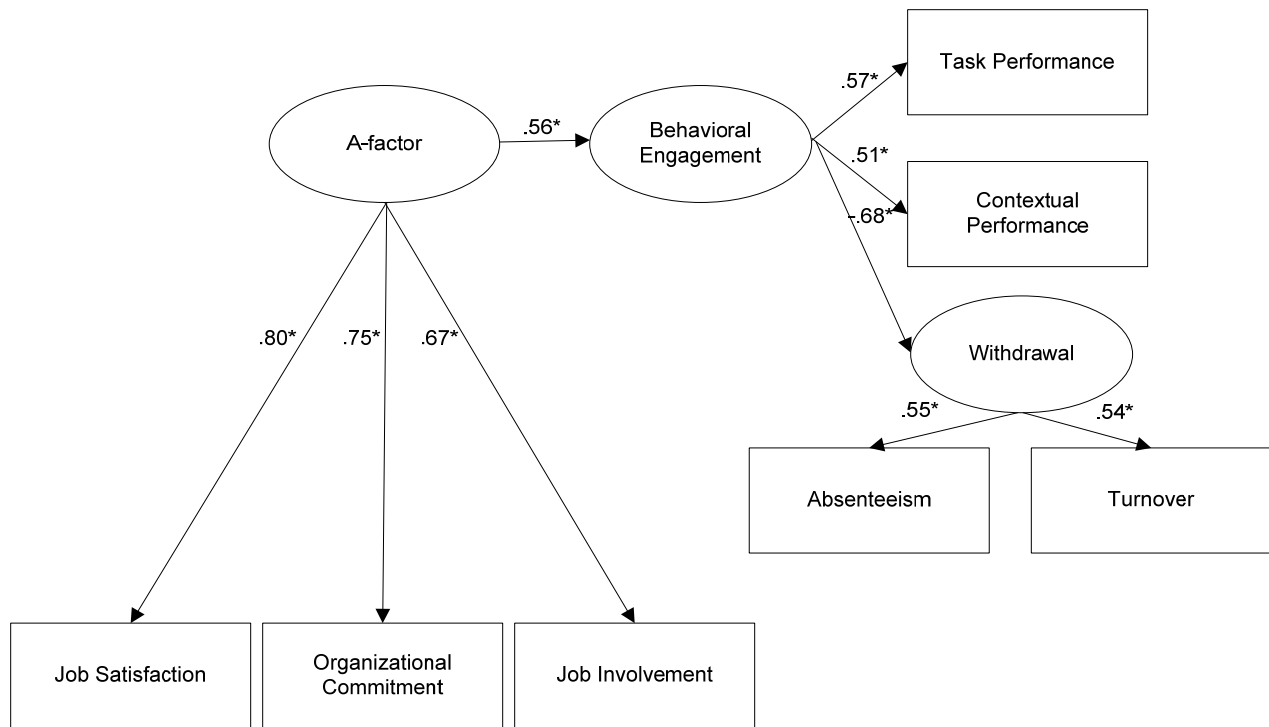 Task Performance
.57*
A-factor
.56*
Behavioral
Engagement
.51*
Contextual
Performance
-.68*
.80*
.75*
.67*
Withdrawal
.55*
.54*
Absenteeism
Turnover
Job Satisfaction
Organizational
Commitment
Job Involvement